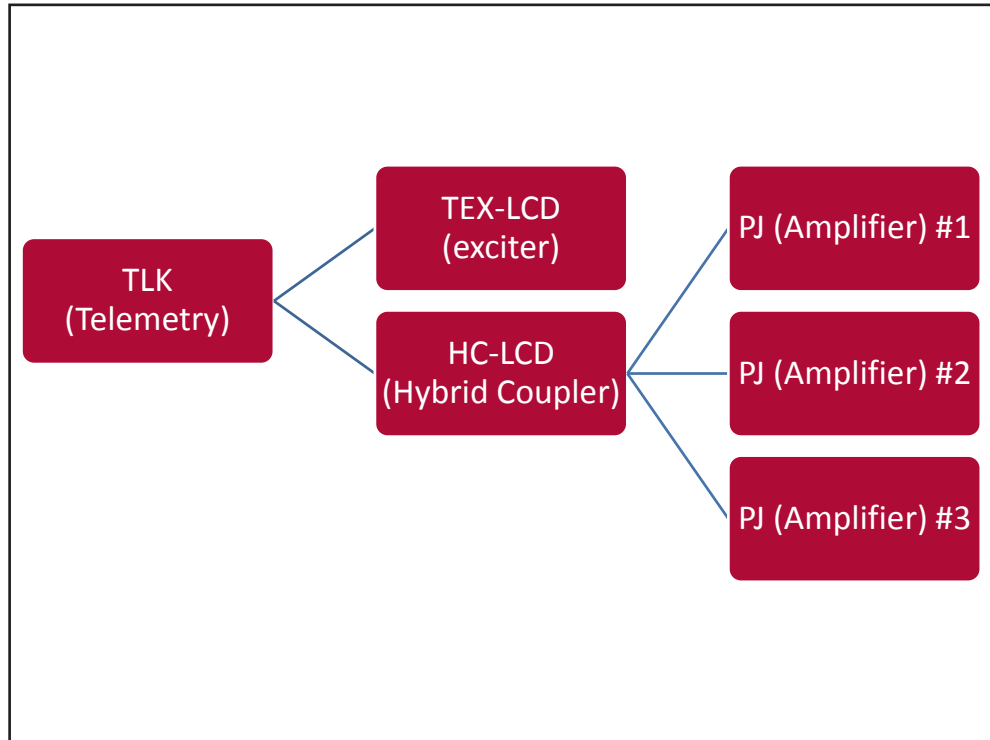 TLK
(Telemetry)
TEX-LCD
(exciter)
HC-LCD
(Hybrid Coupler)
PJ (Amplifier) #1
PJ (Amplifier) #2
PJ (Amplifier) #3